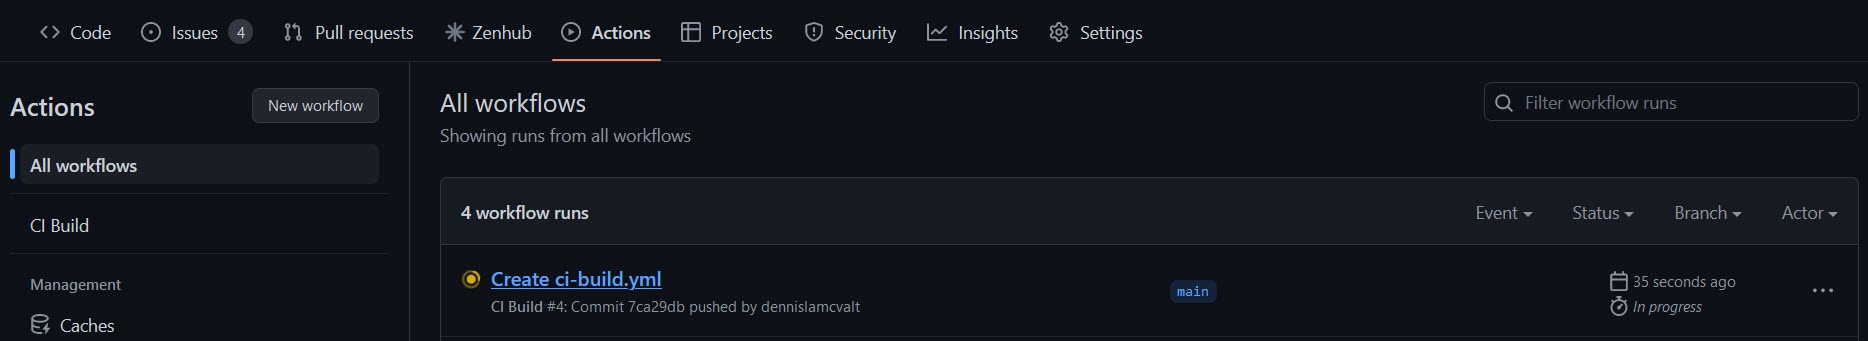 Code Issues 4 Pull requests Zenhub Actions Projects Security Insights Settings
Actions
New workflow
All workflows
CI Build
Management
Caches
All workflows
Showing runs from all workflows
Filter workflow runs
4 workflow runs
Event Status Branch Actor
Create ci-build.yml
CI Build #4: Commit 7ca29db pushed by dennislamcvalt
main
35 seconds ago
In progress